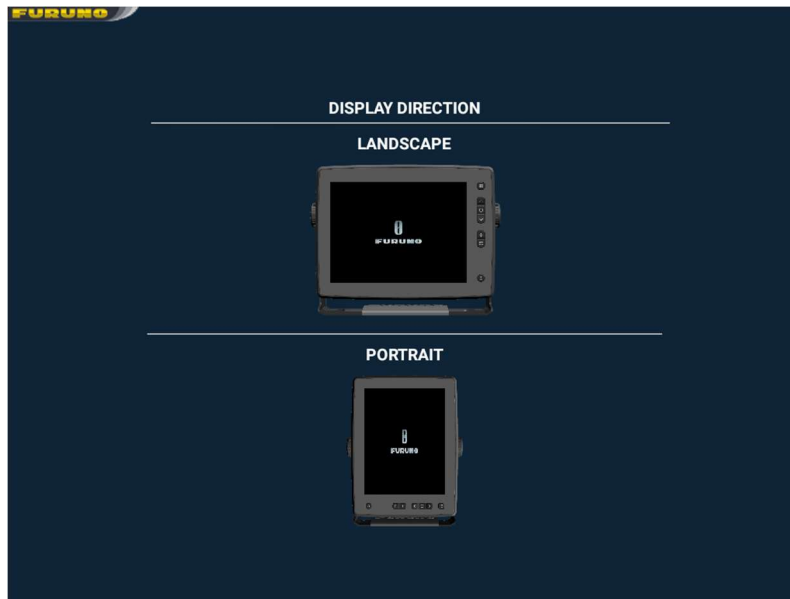 FURUNO
DISPLAY DIRECTION
LANDSCAPE
FURUNO
PORTRAIT
FURUNO